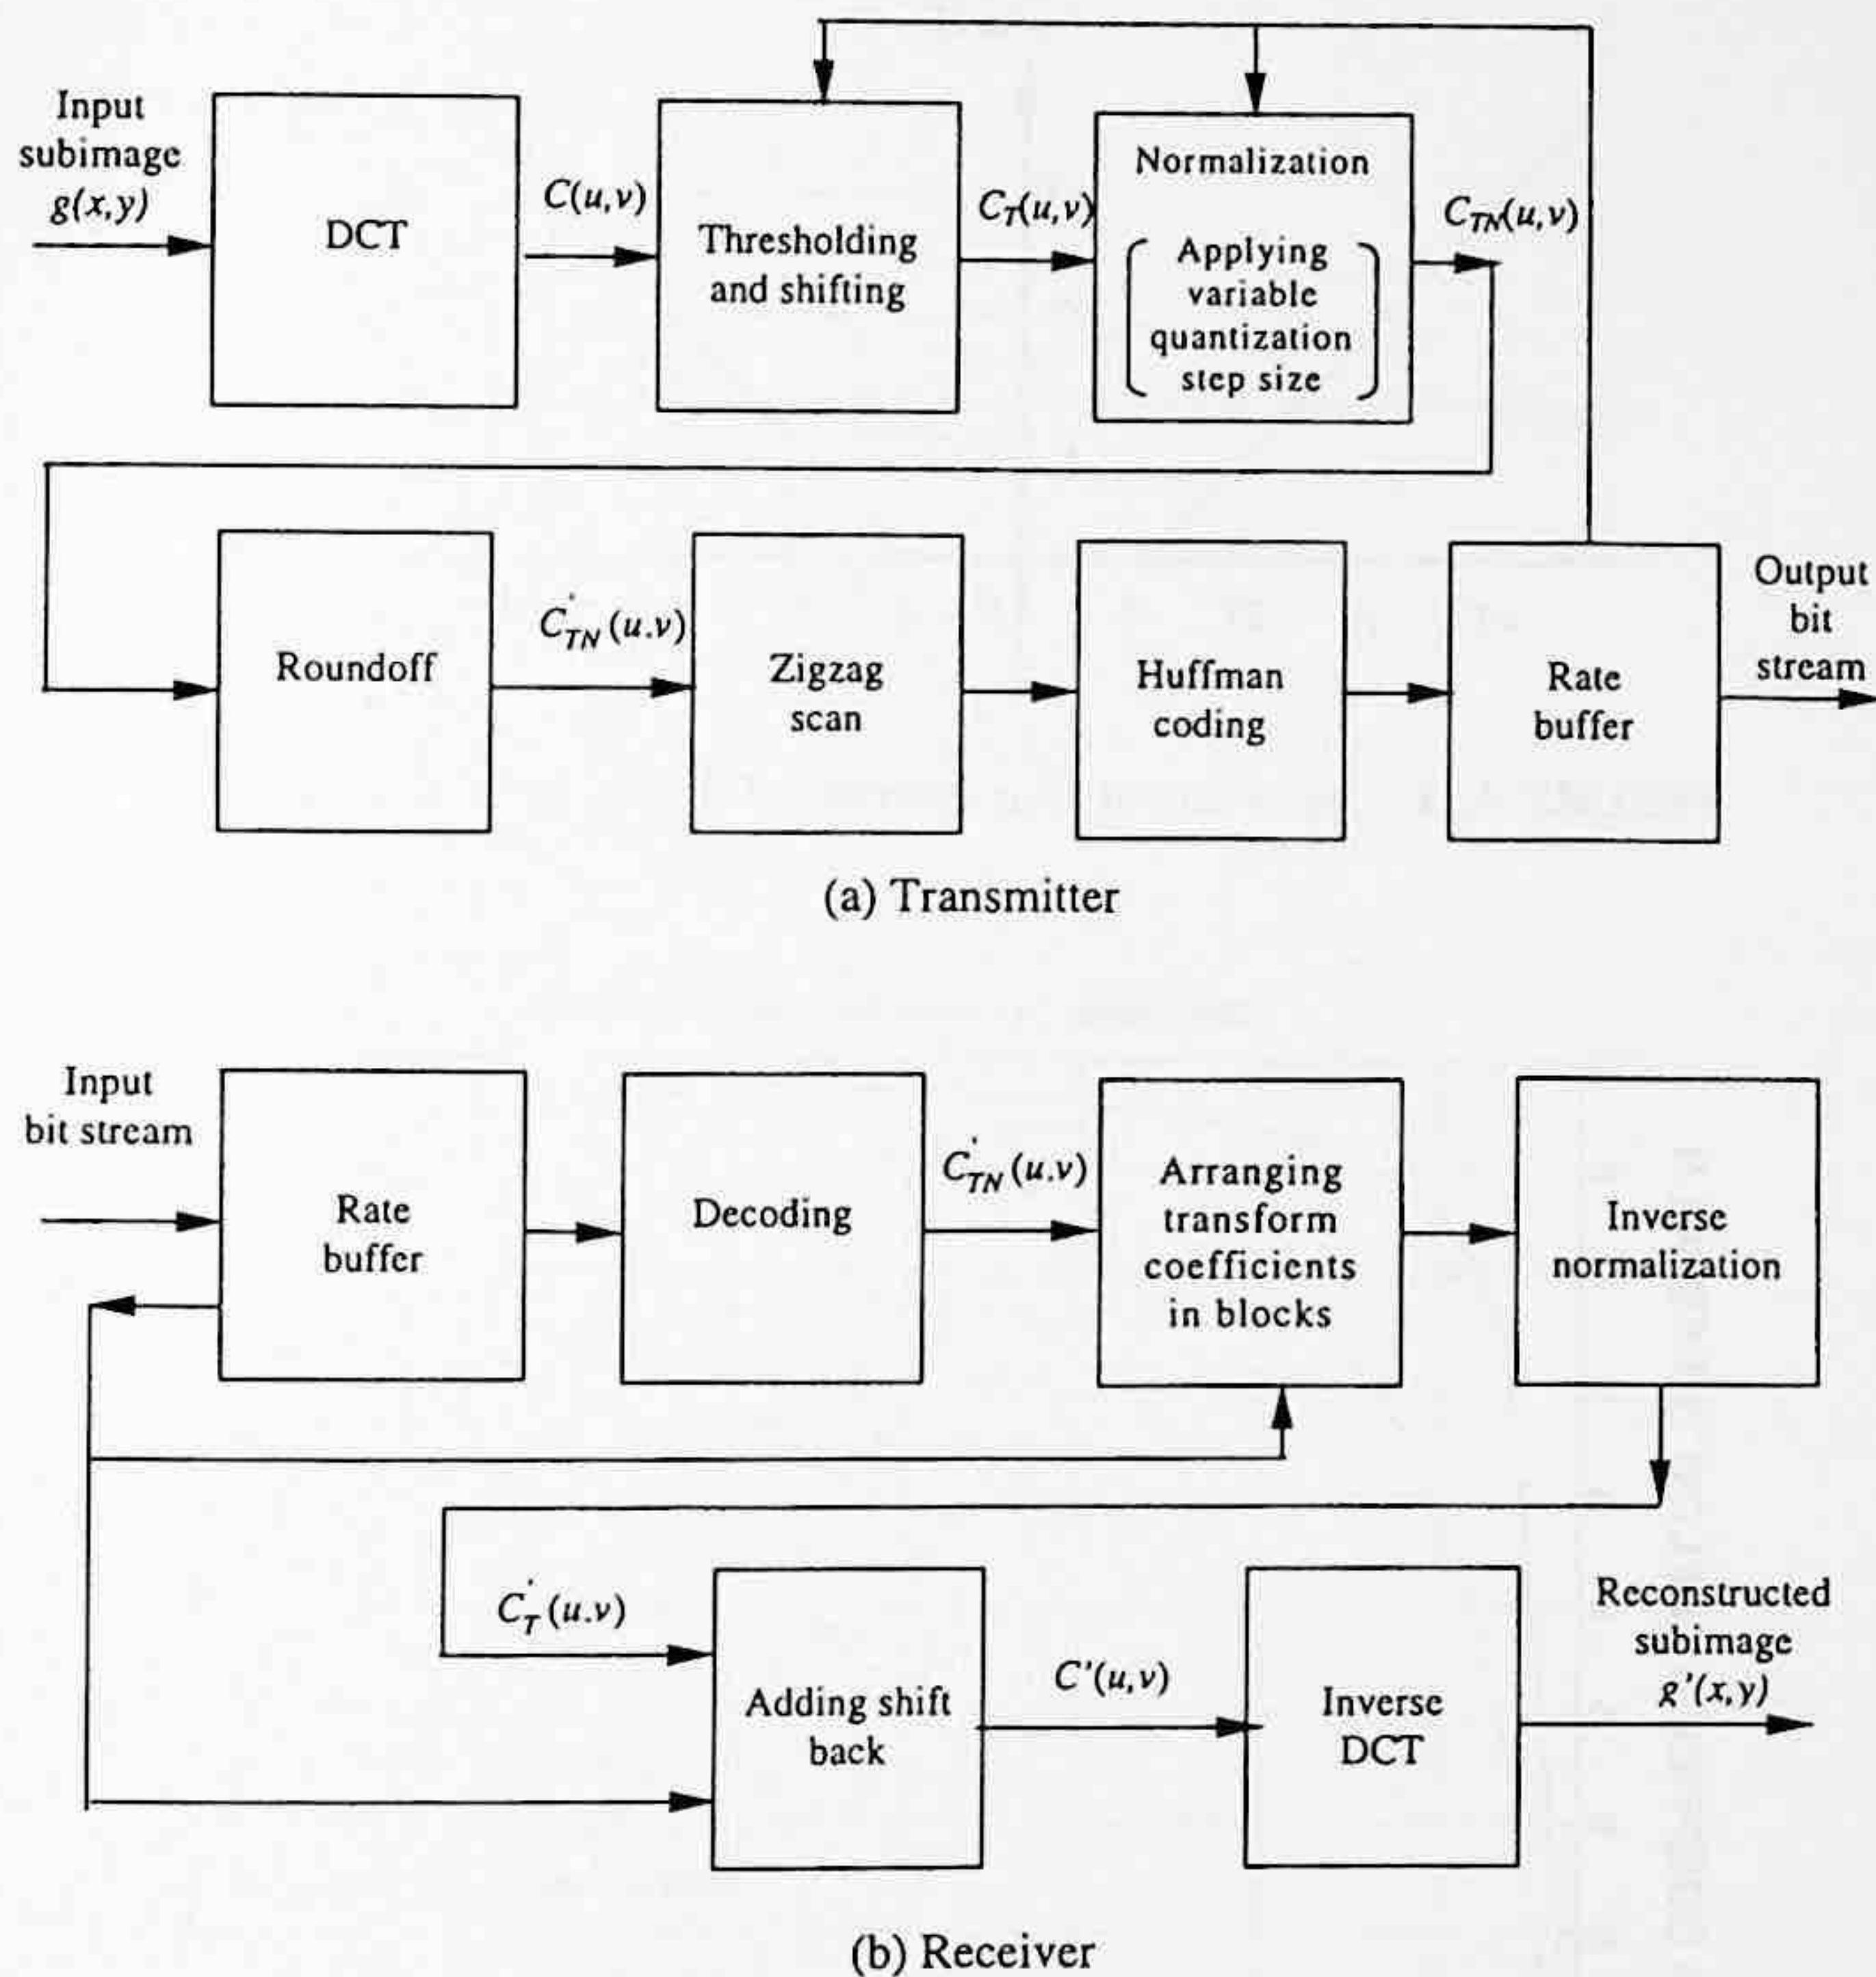 Input
subimage
g(x,y)
DCT
C(u,v)
Thresholding
and shifting
C_T(u,v)
Normalization
Applying
variable
quantization
step size
C_TN(u,v)
Roundoff
C'_TN(u.v)
Zigzag
scan
Huffman
coding
Rate
buffer
Output
bit
stream
(a) Transmitter
Input
bit stream
Rate
buffer
Decoding
C'_TN(u.v)
Arranging
transform
coefficients
in blocks
Inverse
normalization
C'_T(u.v)
Adding shift
back
C'(u,v)
Inverse
DCT
Reconstructed
subimage
g'(x,y)
(b) Receiver